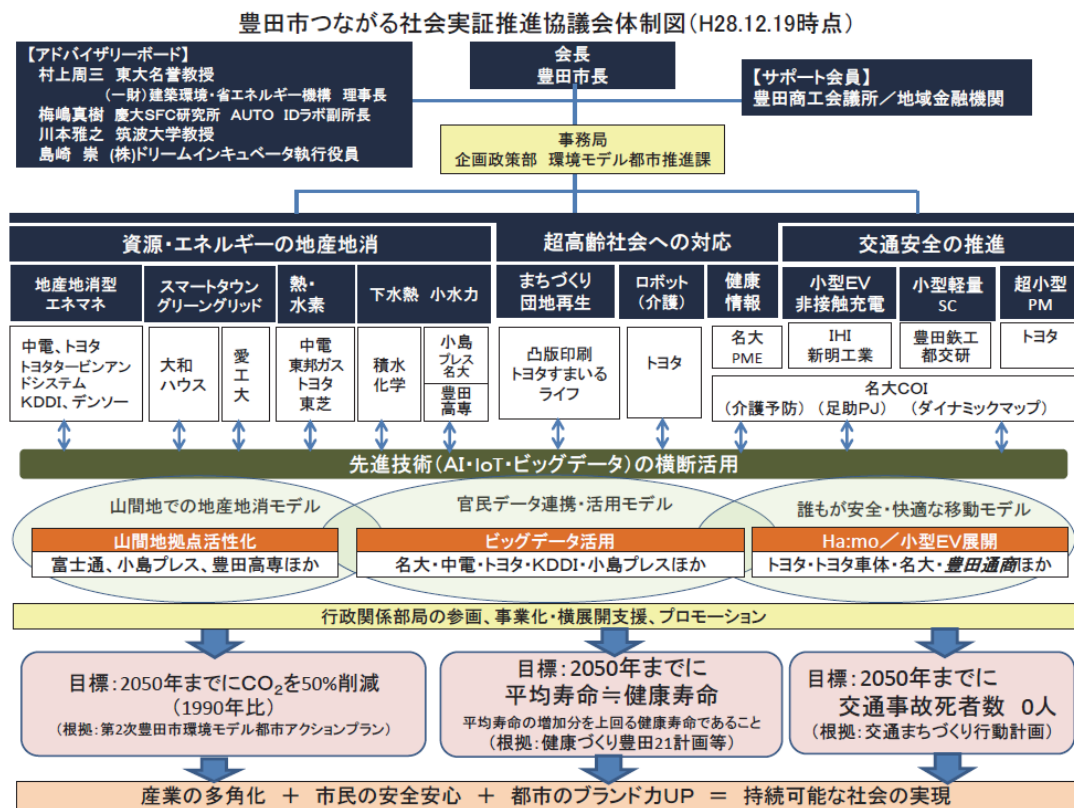 豊田市つながる社会実証推進協議会体制図(H28.12.19時点)
【アドバイザリーボード】
村上周三 東大名誉教授
(一財)建築環境・省エネルギー機構 理事長
梅嶋真樹 慶大SFC研究所 AUTO IDラボ副所長
川本雅之 筑波大学教授
島崎 崇 (株)ドリームインキュベータ執行役員
会長
豊田市長
【サポート会員】
豊田商工会議所/地域金融機関
事務局
企画政策部 環境モデル都市推進課
資源・エネルギーの地産地消
超高齢社会への対応
交通安全の推進
地産地消型
エネマネ
スマートタウン
グリーングリッド
熱・
水素
下水熱
小水力
まちづくり
団地再生
ロボット
(介護)
健康
情報
小型EV
非接触充電
小型軽量
SC
超小型
PM
中電、トヨタ
トヨタタービンアン
ドシステム
KDDI、デンソー
大和
ハウス
愛
工
大
中電
東邦ガス
トヨタ
東芝
積水
化学
小島
プレス
名大
豊田
高専
凸版印刷
トヨタすまいる
ライフ
トヨタ
名大
PME
IHI
新明工業
豊田鉄工
都交研
トヨタ
名大COI
(介護予防) (足助PJ) (ダイナミックマップ)
先進技術(AI・IoT・ビッグデータ)の横断活用
山間地での地産地消モデル
官民データ連携・活用モデル
誰もが安全・快適な移動モデル
山間地拠点活性化
富士通、小島プレス、豊田高専ほか
ビッグデータ活用
名大・中電・トヨタ・KDDI・小島プレスほか
Ha:mo/小型EV展開
トヨタ・トヨタ車体・名大・豊田通商ほか
行政関係部局の参画、事業化・横展開支援、プロモーション
目標:2050年までにCO2を50%削減
(1990年比)
(根拠:第2次豊田市環境モデル都市アクションプラン)
目標:2050年までに
平均寿命≒健康寿命
平均寿命の増加分を上回る健康寿命であること
(根拠:健康づくり豊田21計画等)
目標:2050年までに
交通事故死者数 0人
(根拠:交通まちづくり行動計画)
産業の多角化 + 市民の安全安心 + 都市のブランド力UP = 持続可能な社会の実現